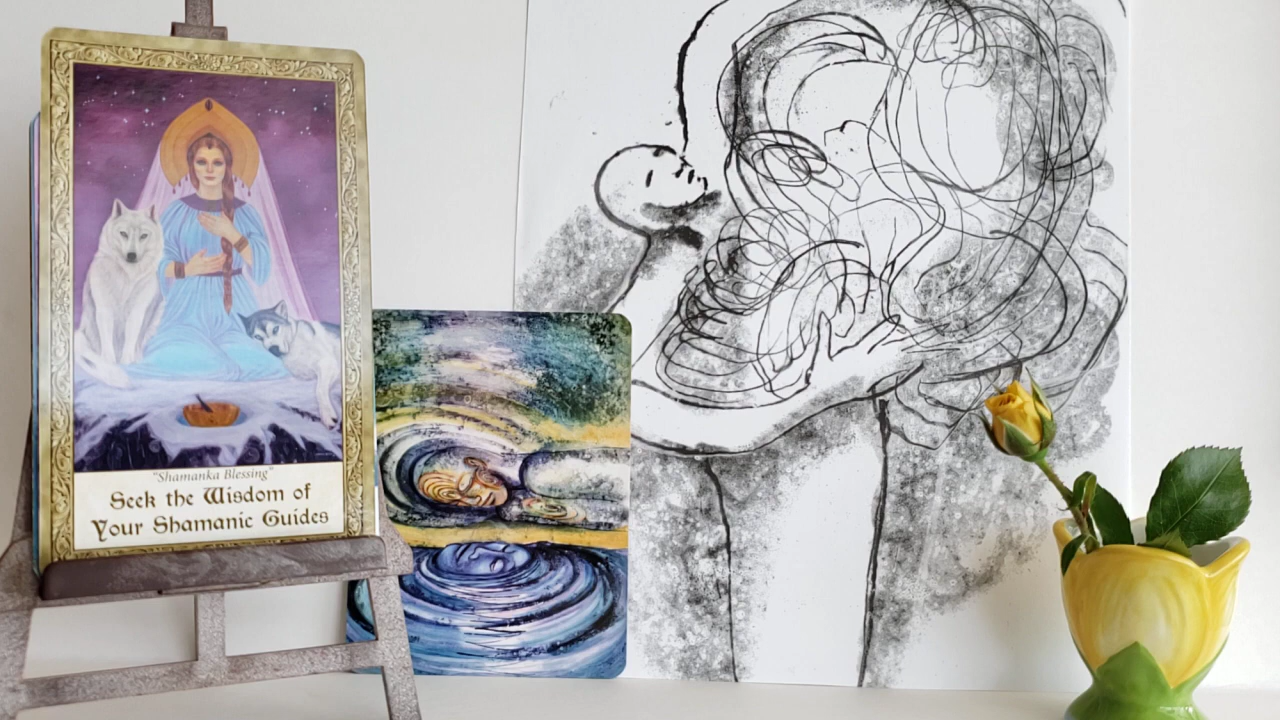 "Shamanka Blessing"
Seek the Wisdom of
Your Shamanic Guides